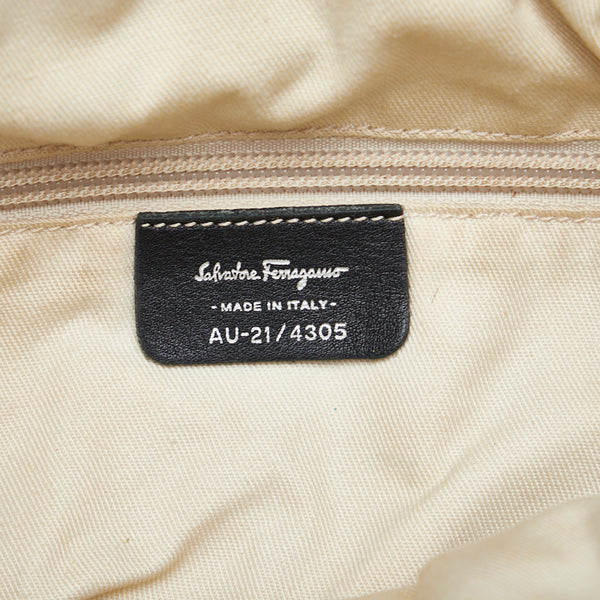 Salvatore Ferragamo
- MADE IN ITALY -
AU-21/4305